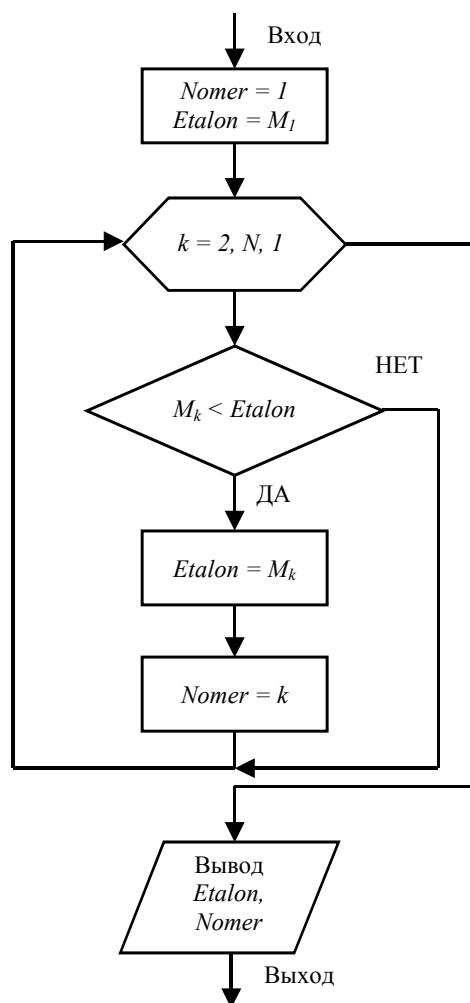 Вход
Nomer = 1
Etalon = M₁
k = 2, N, 1
НЕТ
Mₖ < Etalon
ДА
Etalon = Mₖ
Nomer = k
Вывод
Etalon,
Nomer
Выход